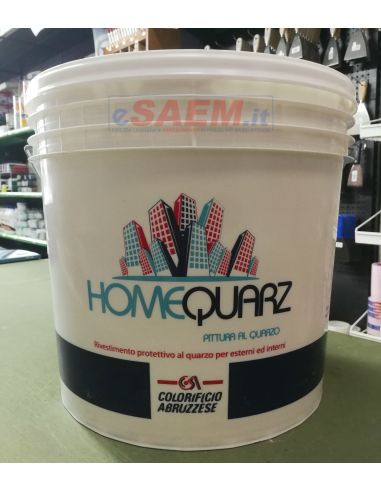 eSAEM.it
HOMEQUARZ
PITTURA AL QUARZO
Rivestimento protettivo al quarzo per esterni ed interni
COLORIFICIO
ABRUZZESE